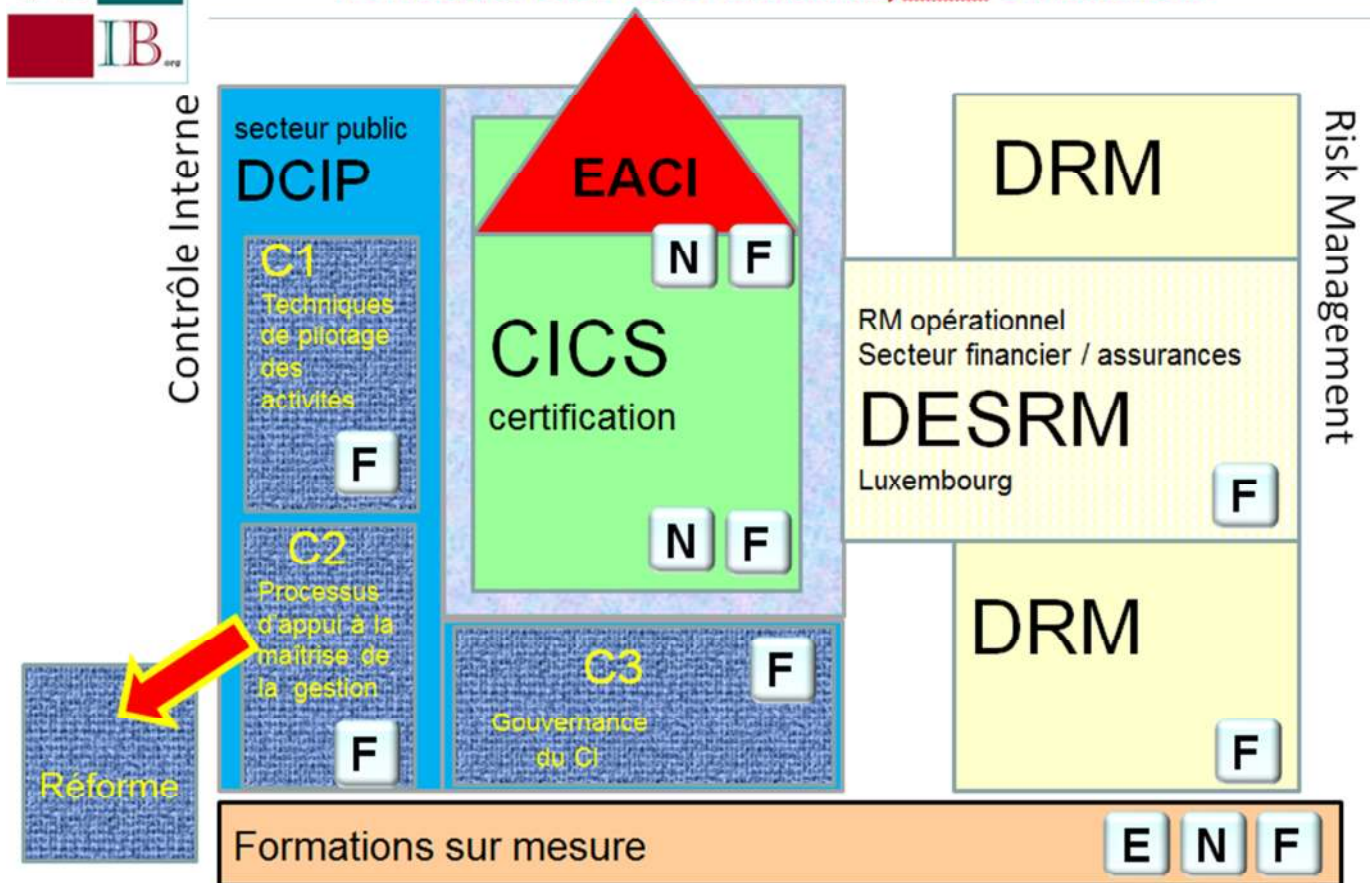 IB.org
Contrôle Interne
secteur public
DCIP
C1
Techniques
de pilotage
des
activités
F
C2
Processus
d'appui à la
maîtrise de
la gestion
F
Réforme
EACI
N F
CICS
certification
N F
C3
F
Gouvernance
du CI
DRM
RM opérationnel
Secteur financier / assurances
DESRM
Luxembourg
F
DRM
F
Risk Management
Formations sur mesure
E N F